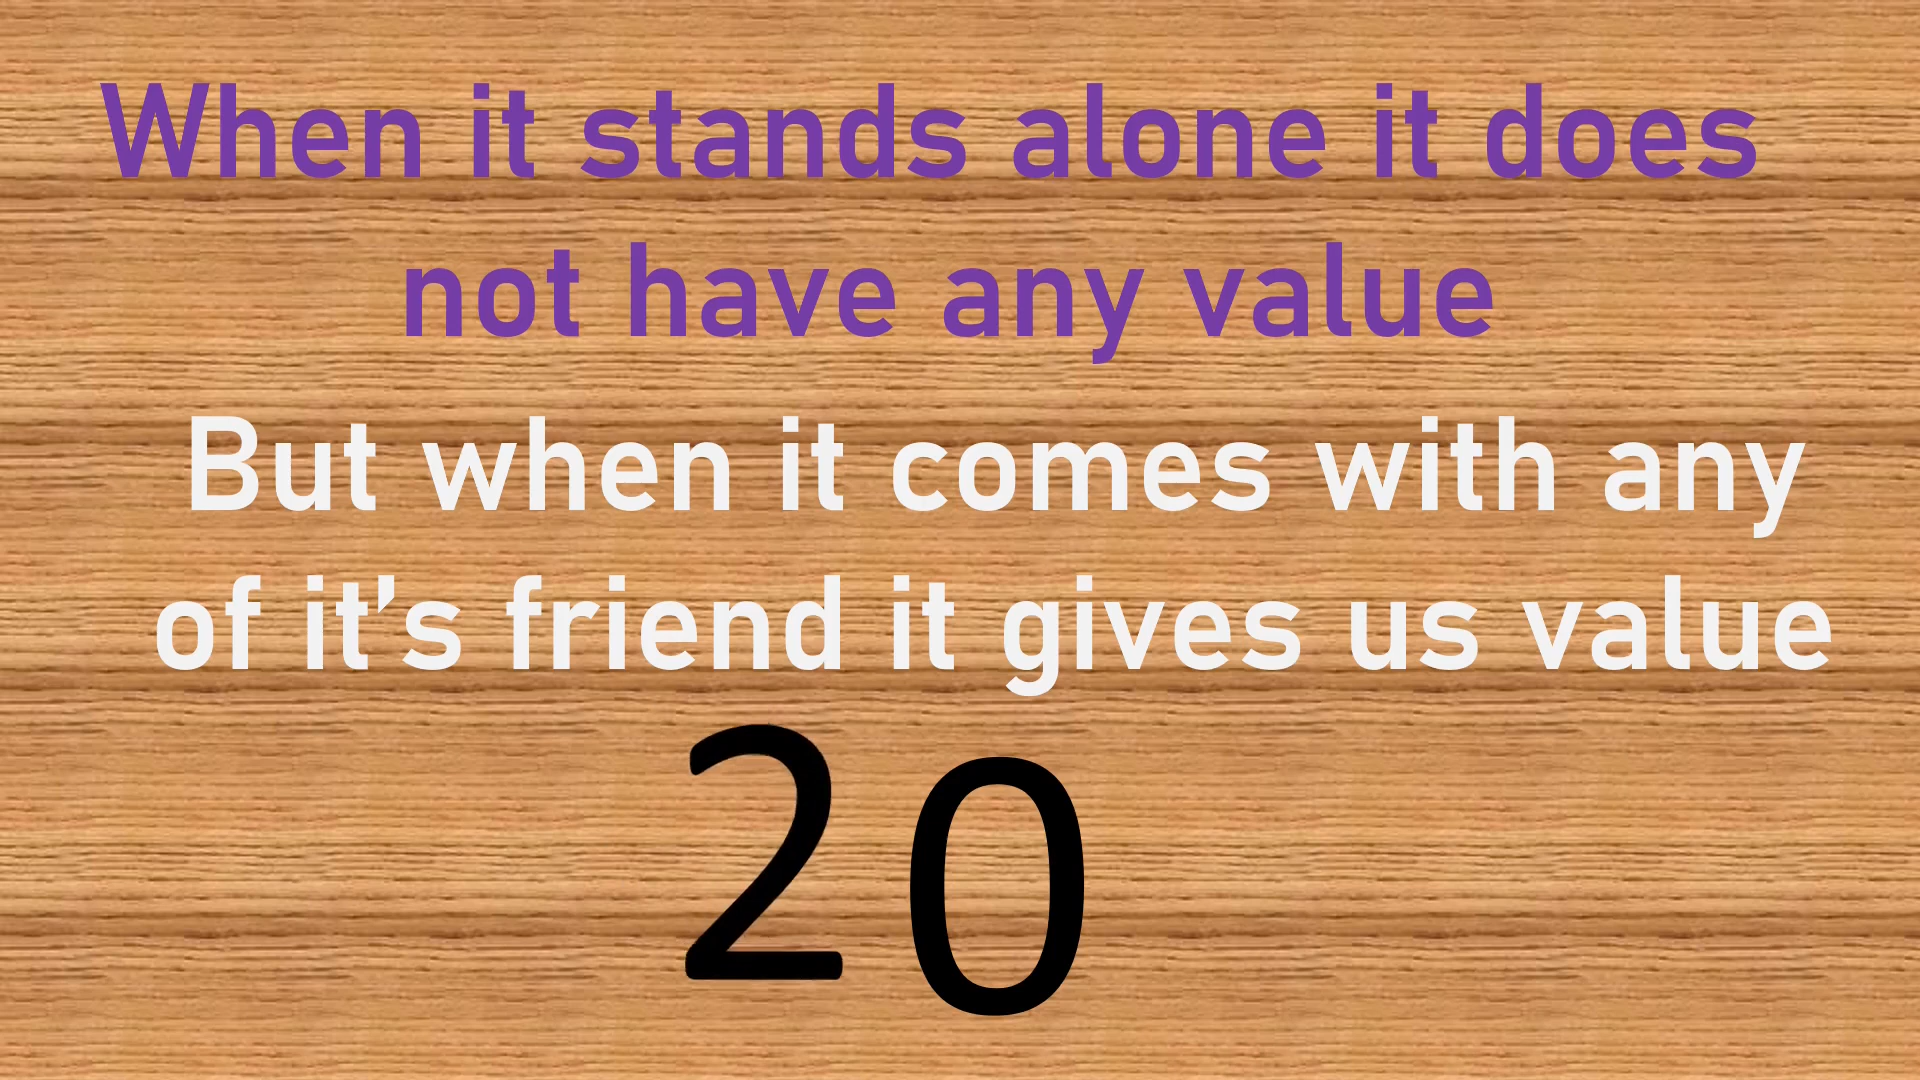 When it stands alone it does
not have any value
But when it comes with any
of it’s friend it gives us value
20